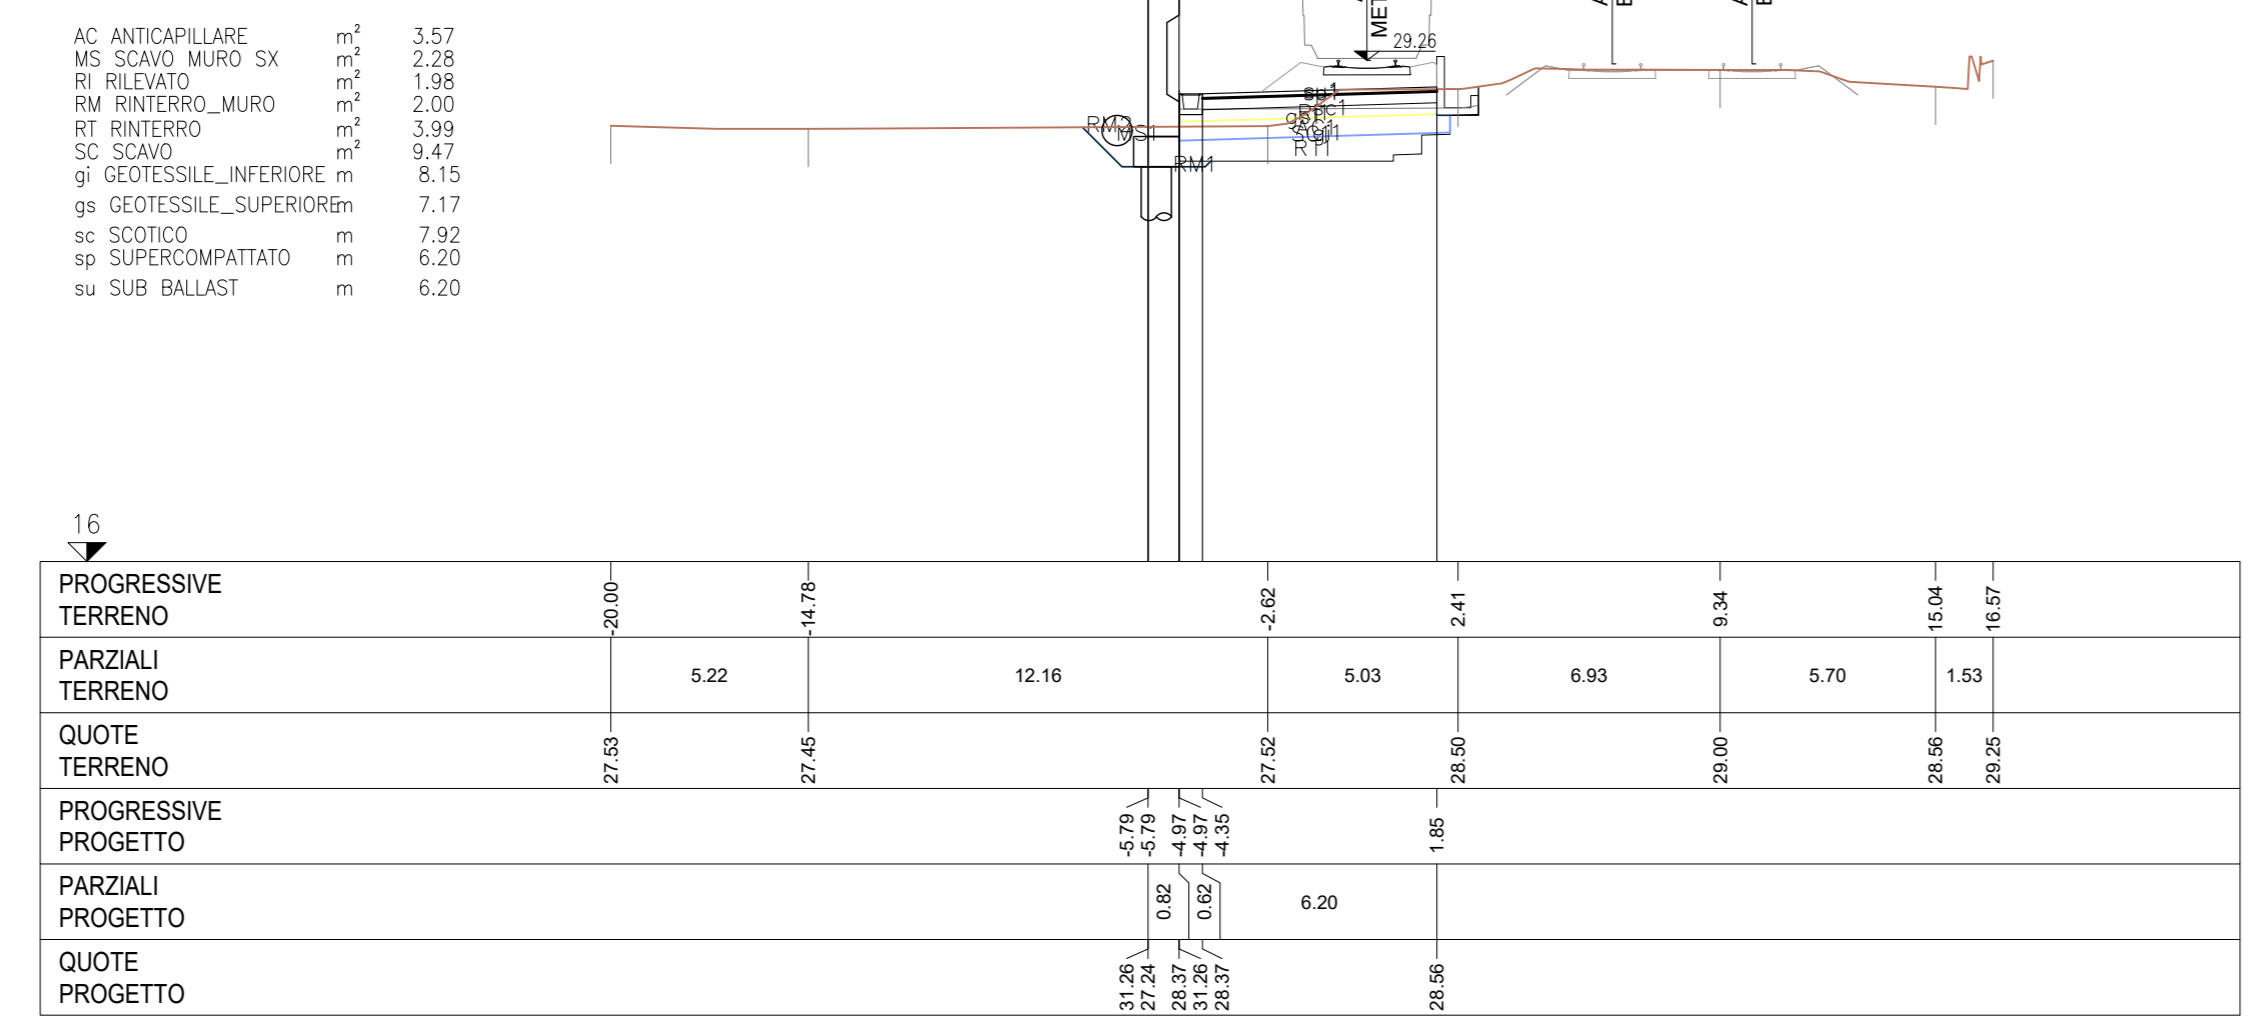 AC ANTICAPILLARE m² 3.57
MS SCAVO MURO SX m² 2.28
RI RILEVATO m² 1.98
RM RINTERRO_MURO m² 2.00
RT RINTERRO m² 3.99
SC SCAVO m² 9.47
gi GEOTESSILE_INFERIORE m 8.15
gs GEOTESSILE_SUPERIORE m 7.17
sc SCOTICO m 7.92
sp SUPERCOMPATTATO m 6.20
su SUB BALLAST m 6.20
29.26
RM2
MS1
RM1
16
PROGRESSIVE
TERRENO
-20.00 -14.78 -2.62 2.41 9.34 15.04 16.57
PARZIALI
TERRENO
5.22 12.16 5.03 6.93 5.70 1.53
QUOTE
TERRENO
27.53 27.45 27.52 28.50 29.00 28.56 29.25
PROGRESSIVE
PROGETTO
-5.79 -5.79 -4.97 -4.97 -4.35 1.85
PARZIALI
PROGETTO
0.82 0.62 6.20
QUOTE
PROGETTO
31.26 27.24 28.37 31.26 28.37 28.56